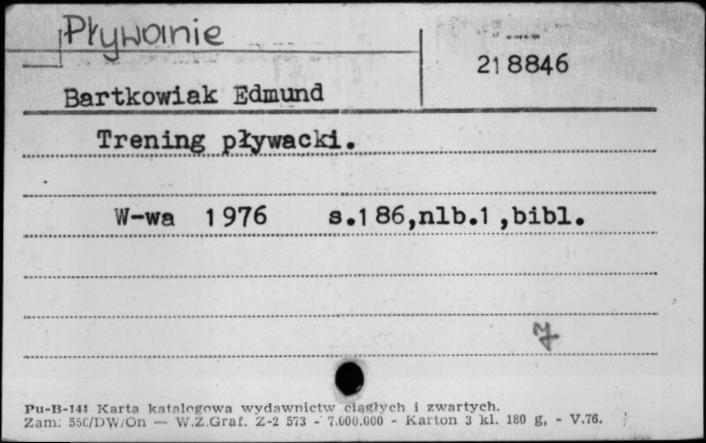 Pływanie
218846
Bartkowiak Edmund
Trening pływacki.
W-wa 1976 s.186,nlb.1,bibl.
Pu-B-141 Karta katalogowa wydawnictw ciągłych i zwartych.
Zam. 550/DW/On — W.Z.Graf. Z-2 573 - 7.000.000 - Karton 3 kl. 180 g, - V.76.